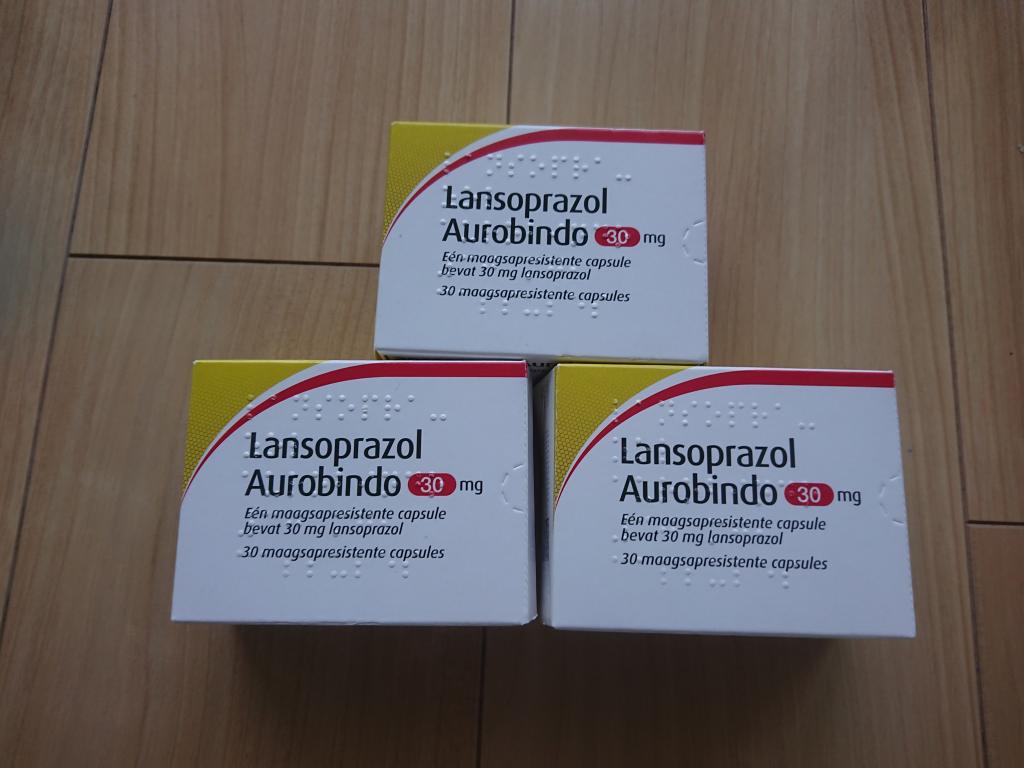 Lansoprazol
Aurobindo 30 mg
Eén maagsapresistente capsule
bevat 30 mg lansoprazol
30 maagsapresistente capsules
Lansoprazol
Aurobindo 30 mg
Eén maagsapresistente capsule
bevat 30 mg lansoprazol
30 maagsapresistente capsules
Lansoprazol
Aurobindo 30 mg
Eén maagsapresistente capsule
bevat 30 mg lansoprazol
30 maagsapresistente capsules